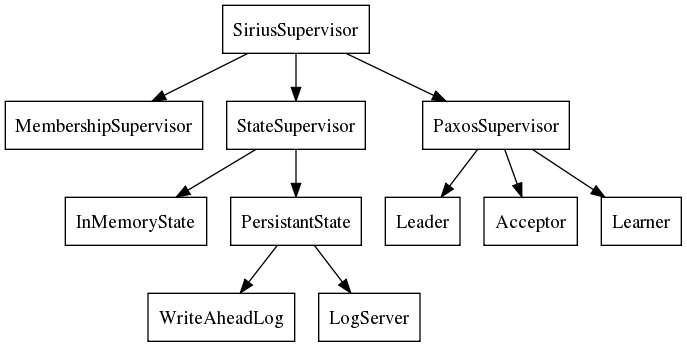 SiriusSupervisor
MembershipSupervisor
StateSupervisor
PaxosSupervisor
InMemoryState
PersistantState
Leader
Acceptor
Learner
WriteAheadLog
LogServer